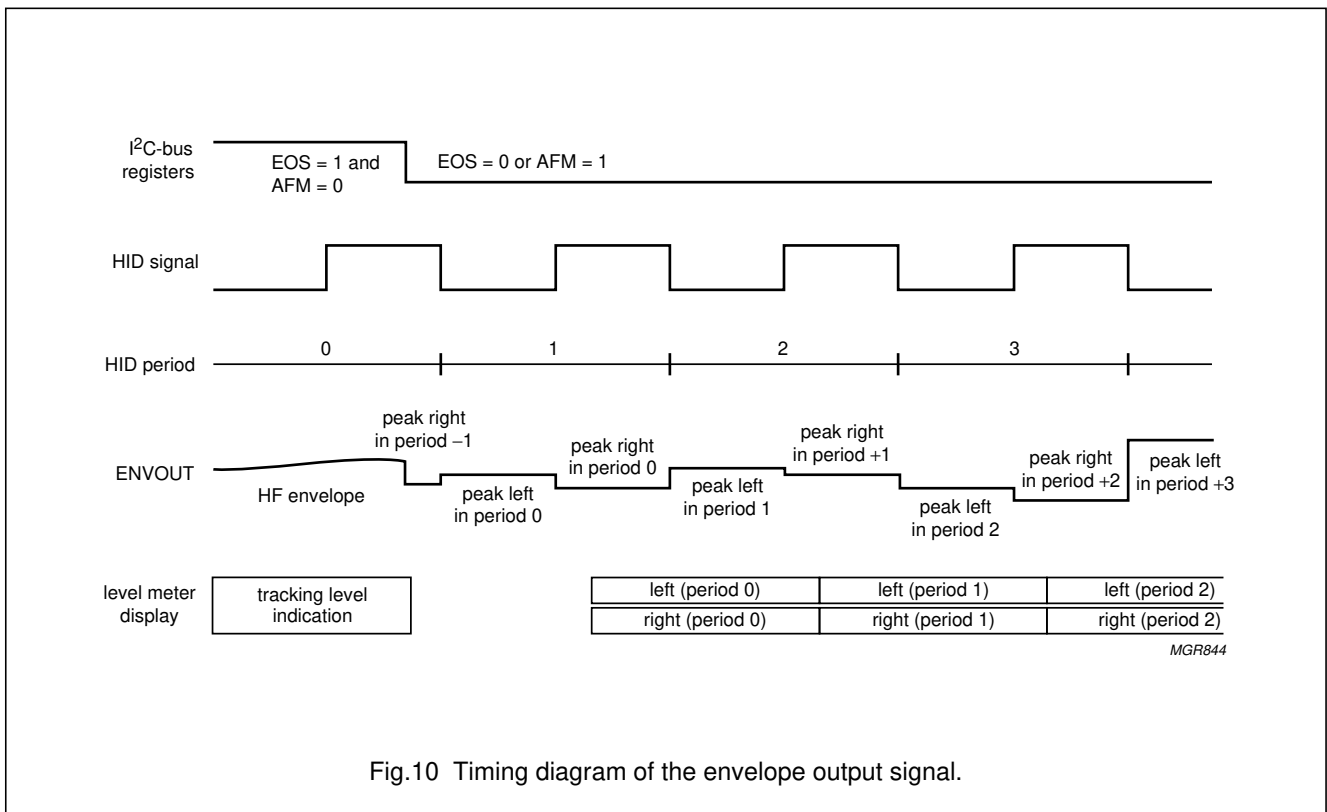 I²C-bus
registers
EOS = 1 and
AFM = 0
EOS = 0 or AFM = 1
HID signal
HID period
0
1
2
3
ENVOUT
HF envelope
peak right
in period −1
peak left
in period 0
peak right
in period 0
peak left
in period 1
peak right
in period +1
peak left
in period 2
peak right
in period +2
peak left
in period +3
level meter
display
tracking level
indication
left (period 0)
left (period 1)
left (period 2)
right (period 0)
right (period 1)
right (period 2)
MGR844
Fig.10 Timing diagram of the envelope output signal.